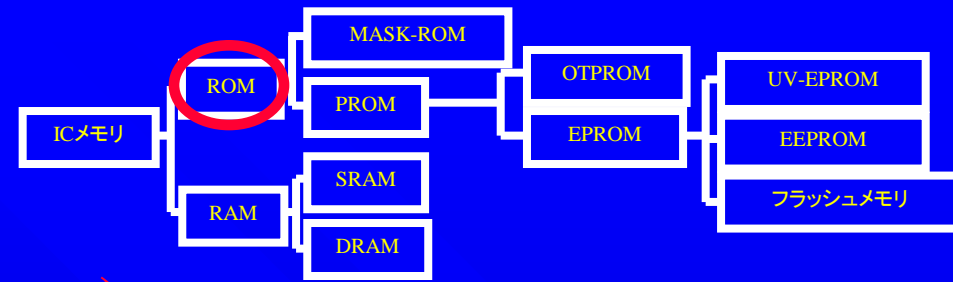 MASK-ROM
ROM
OTPROM
UV-EPROM
PROM
ICメモリ
EPROM
EEPROM
SRAM
フラッシュメモリ
RAM
DRAM